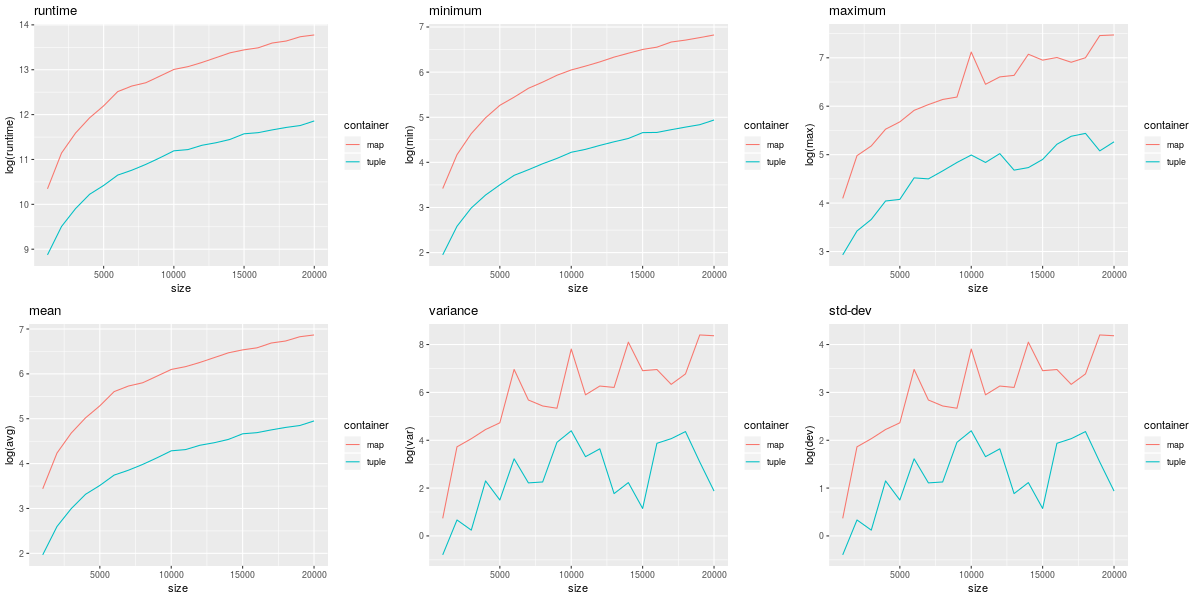 runtime
log(runtime)
14
13
12
11
10
9
5000 10000 15000 20000
size
container
map
tuple
minimum
log(min)
7
6
5
4
3
2
5000 10000 15000 20000
size
container
map
tuple
maximum
log(max)
7
6
5
4
3
5000 10000 15000 20000
size
container
map
tuple
mean
log(avg)
7
6
5
4
3
2
5000 10000 15000 20000
size
container
map
tuple
variance
log(var)
8
6
4
2
0
5000 10000 15000 20000
size
container
map
tuple
std-dev
log(dev)
4
3
2
1
0
5000 10000 15000 20000
size
container
map
tuple